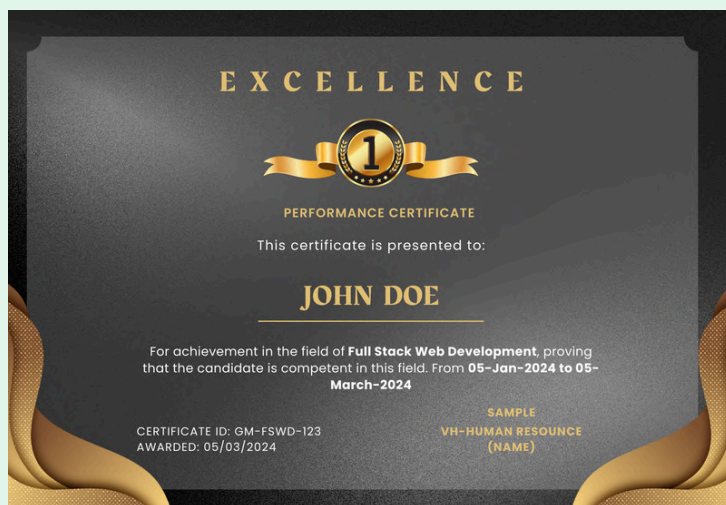 EXCELLENCE
1
PERFORMANCE CERTIFICATE
This certificate is presented to:
JOHN DOE
For achievement in the field of Full Stack Web Development, proving
that the candidate is competent in this field. From 05-Jan-2024 to 05-
March-2024
SAMPLE
CERTIFICATE ID: GM-FSWD-123
AWARDED: 05/03/2024
VH-HUMAN RESOUNCE
(NAME)